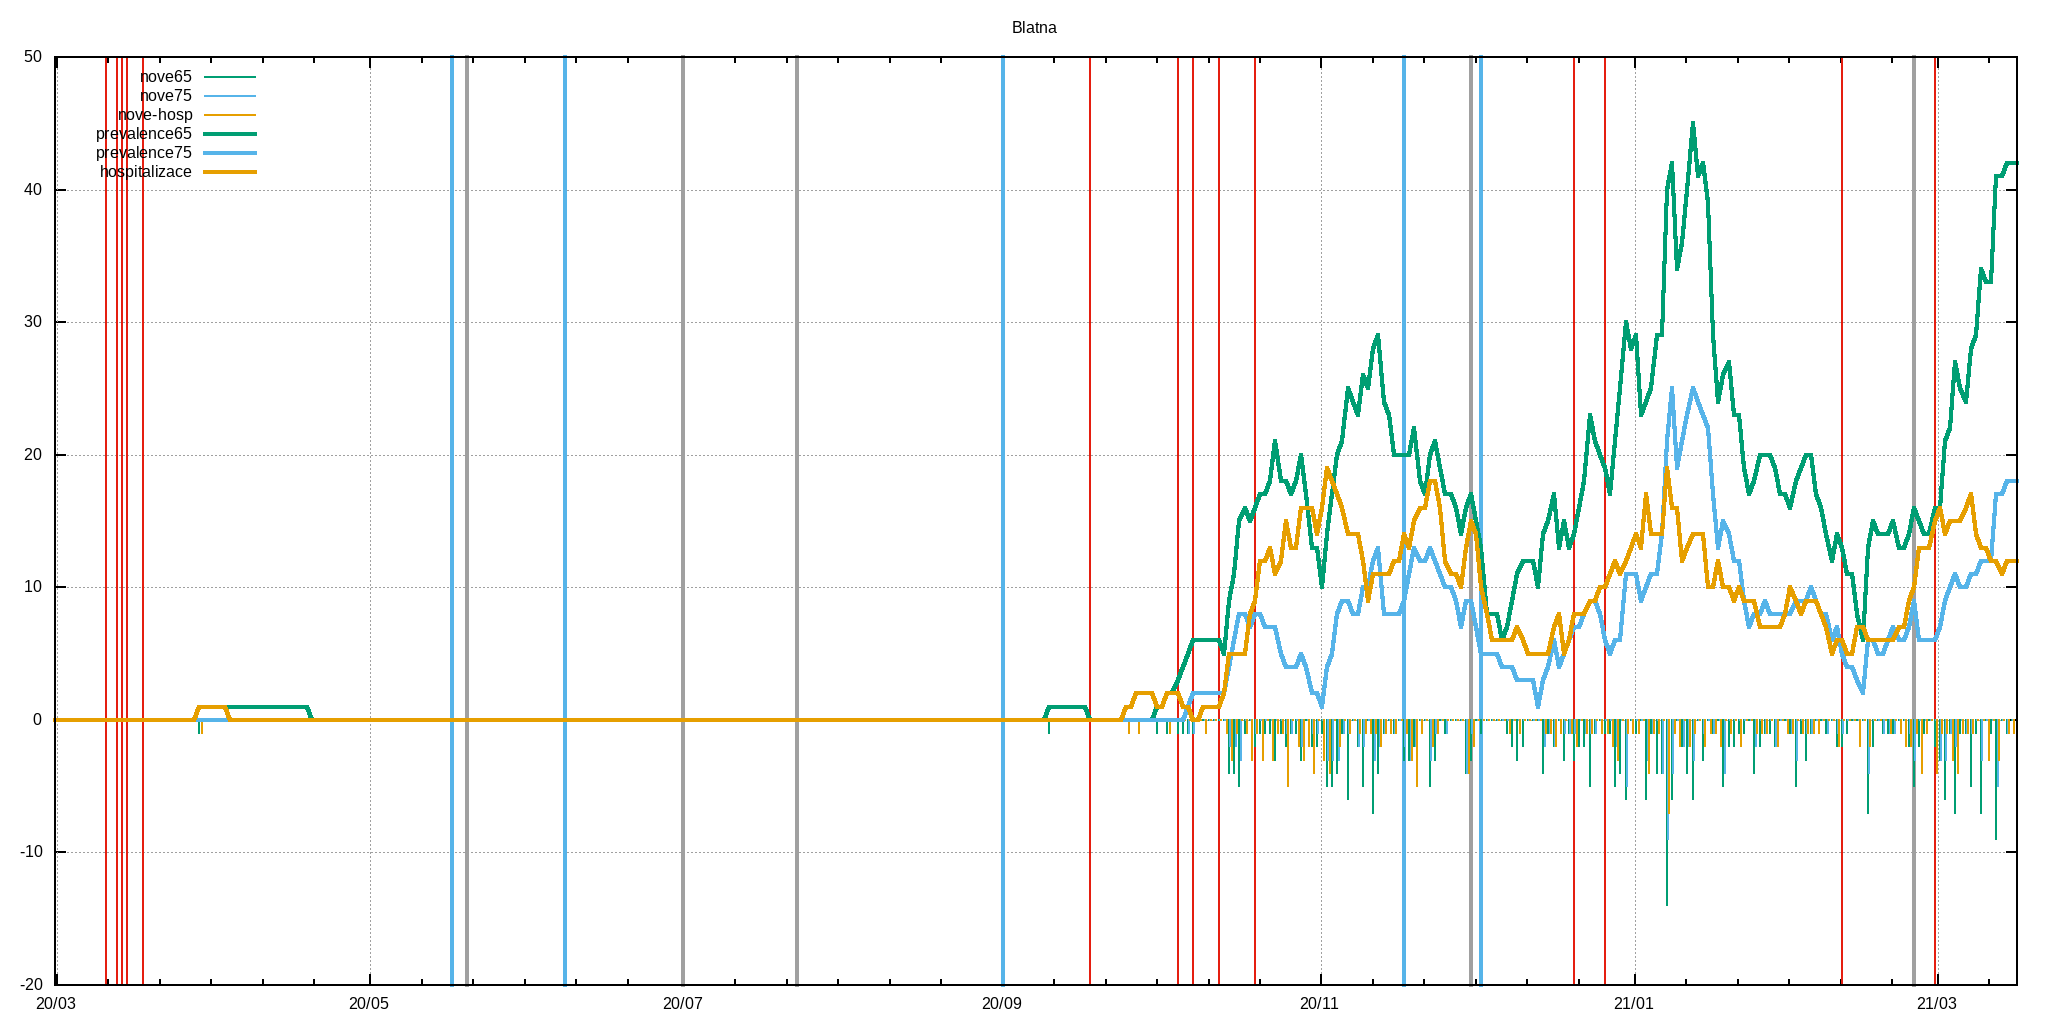 Blatna
50
nove65
nove75
nove-hosp
prevalence65
prevalence75
hospitalizace
40
30
20
10
0
-10
-20
20/03 20/05 20/07 20/09 20/11 21/01 21/03